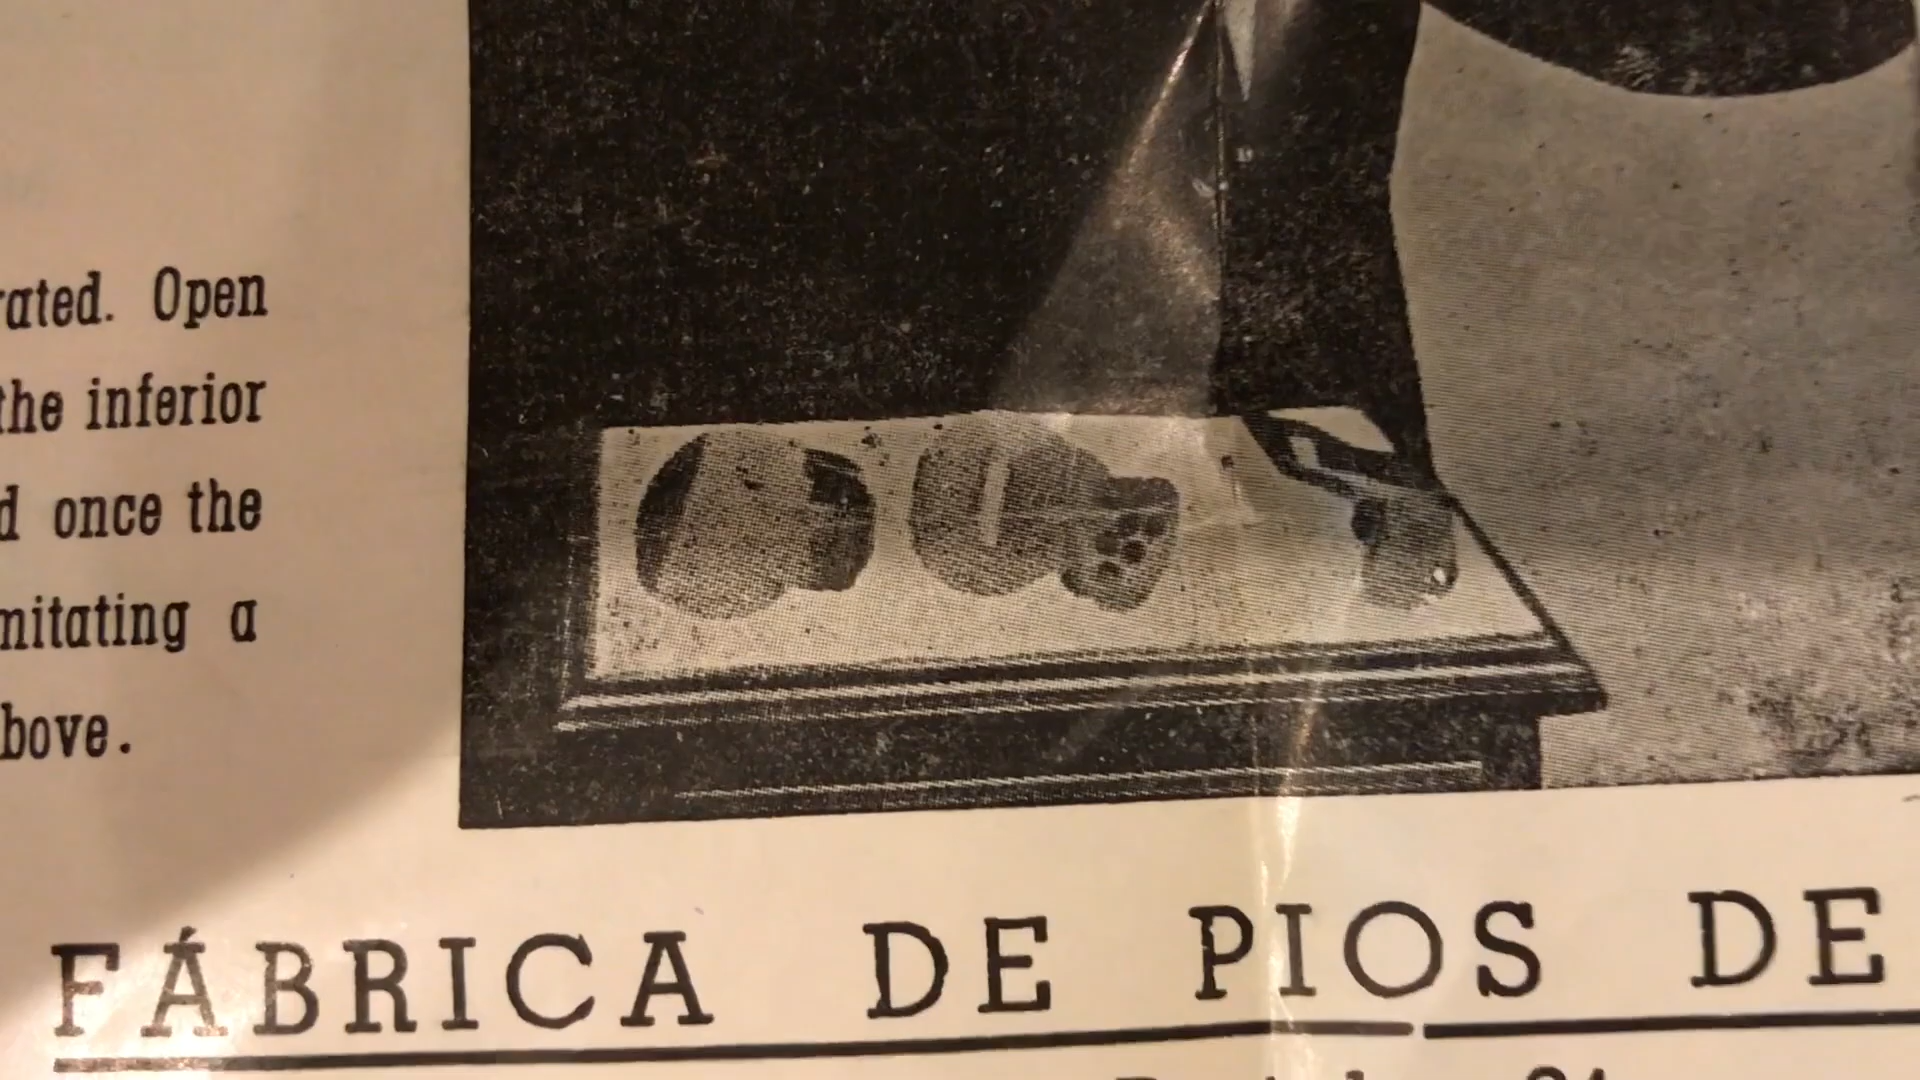 rated. Open
the inferior
d once the
mitating a
bove.
FÁBRICA DE PIOS DE